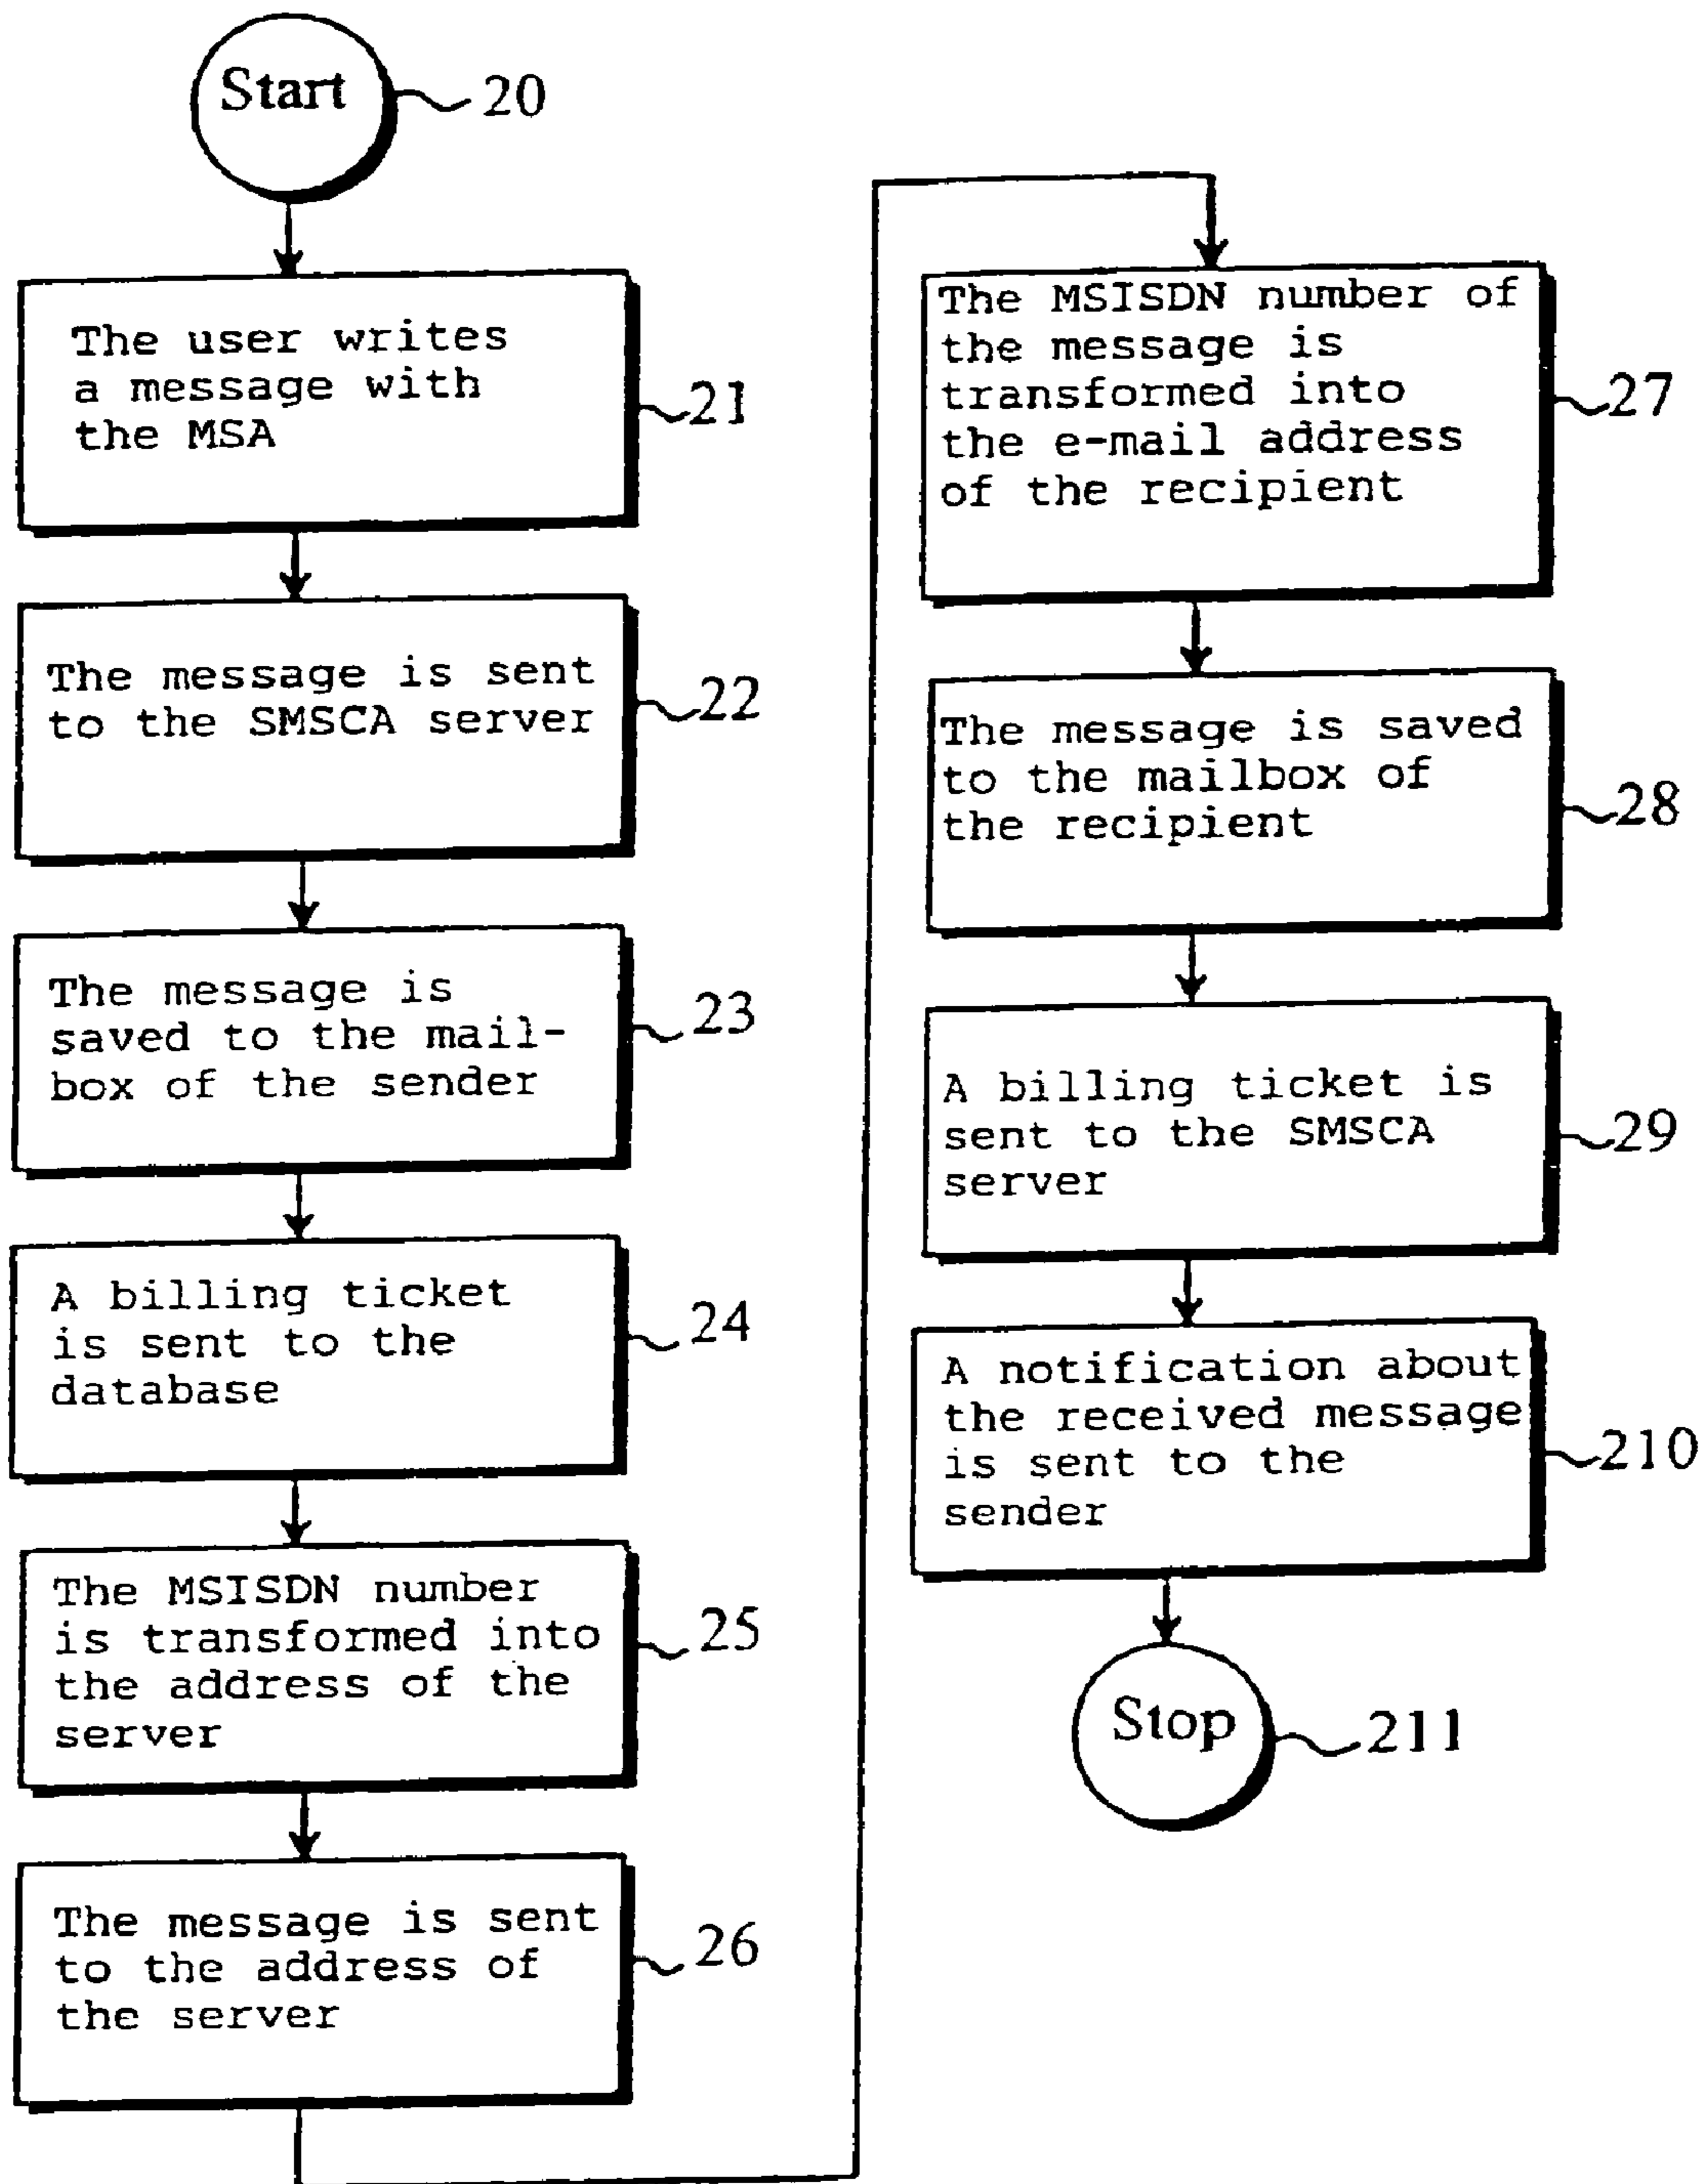 Start
20
The user writes
a message with
the MSA
21
The message is sent
to the SMSCA server
22
The message is
saved to the mail-
box of the sender
23
A billing ticket
is sent to the
database
24
The MSISDN number
is transformed into
the address of the
server
25
The message is sent
to the address of
the server
26
The MSISDN number of
the message is
transformed into
the e-mail address
of the recipient
27
The message is saved
to the mailbox of
the recipient
28
A billing ticket is
sent to the SMSCA
server
29
A notification about
the received message
is sent to the
sender
210
Stop
211